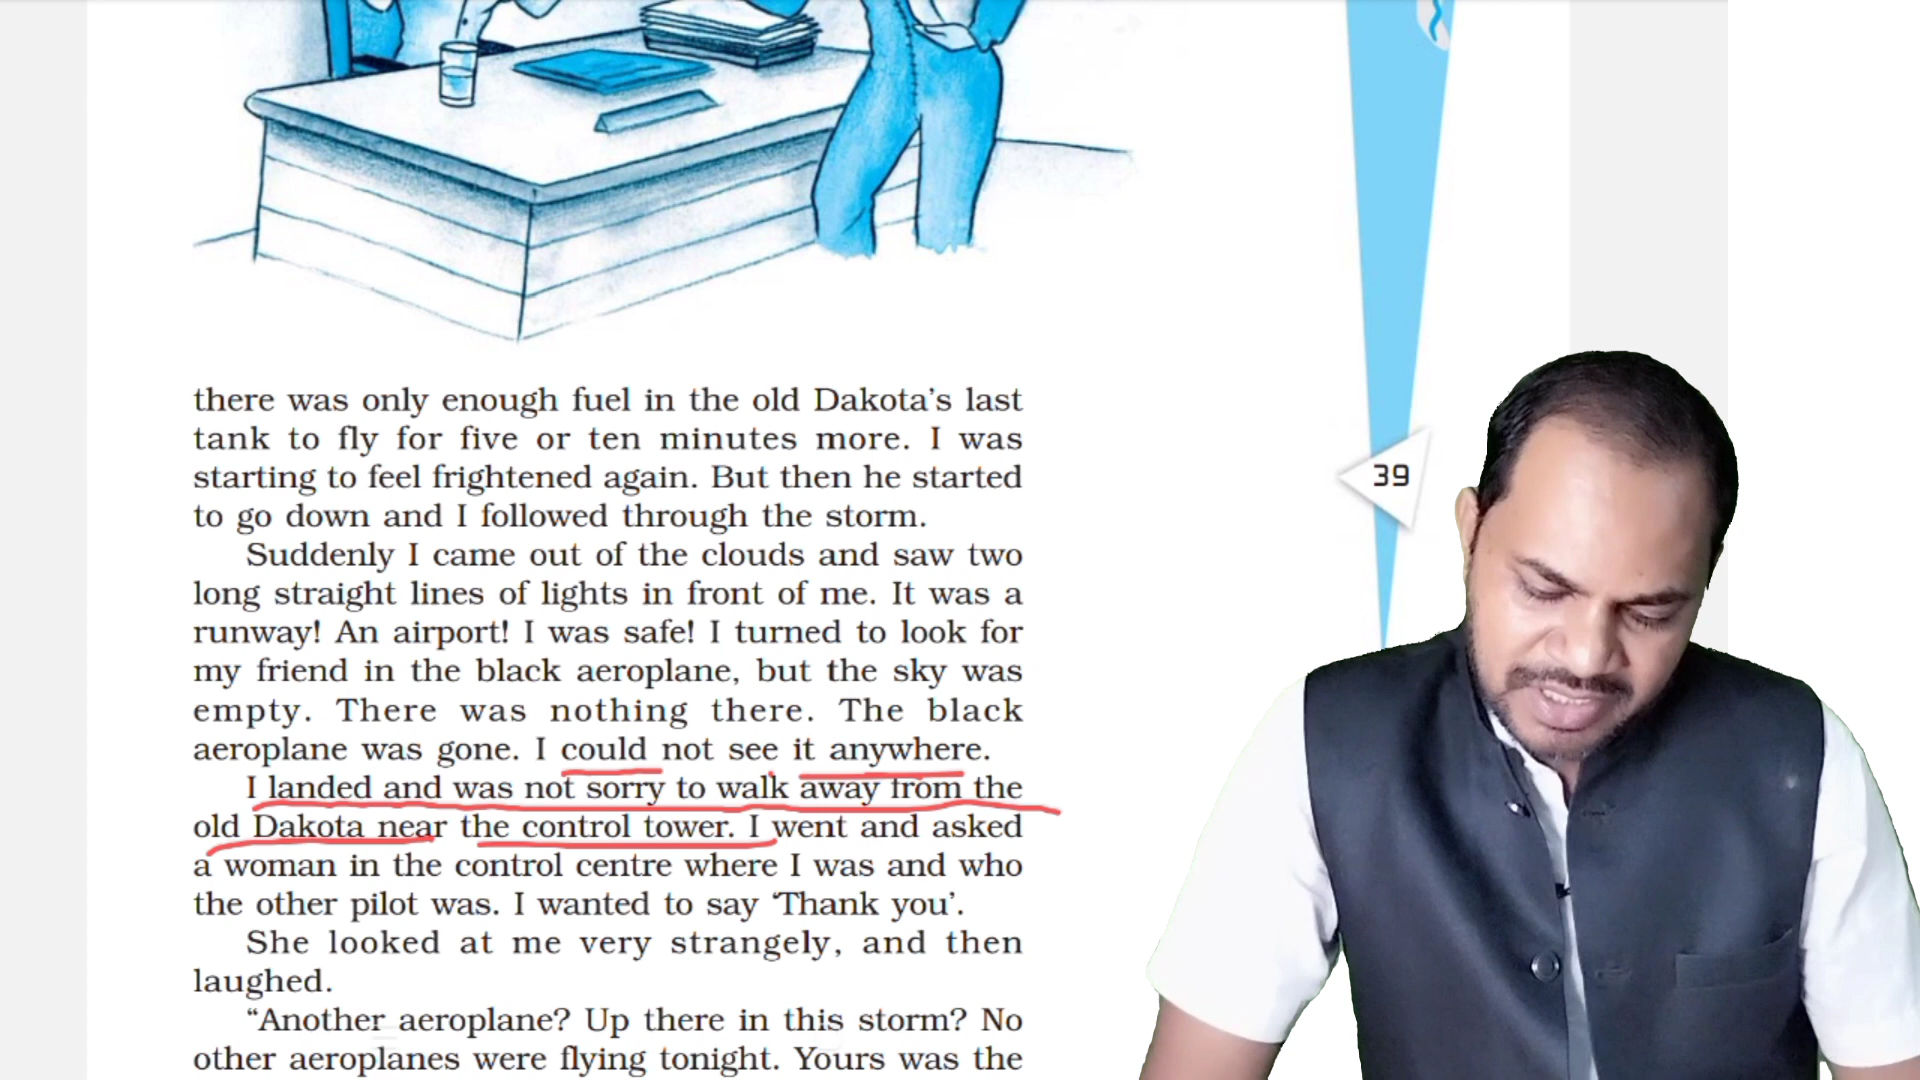 there was only enough fuel in the old Dakota’s last
tank to fly for five or ten minutes more. I was
starting to feel frightened again. But then he started
to go down and I followed through the storm.
Suddenly I came out of the clouds and saw two
long straight lines of lights in front of me. It was a
runway! An airport! I was safe! I turned to look for
my friend in the black aeroplane, but the sky was
empty. There was nothing there. The black
aeroplane was gone. I could not see it anywhere.
I landed and was not sorry to walk away from the
old Dakota near the control tower. I went and asked
a woman in the control centre where I was and who
the other pilot was. I wanted to say ‘Thank you’.
She looked at me very strangely, and then
laughed.
“Another aeroplane? Up there in this storm? No
other aeroplanes were flying tonight. Yours was the
39